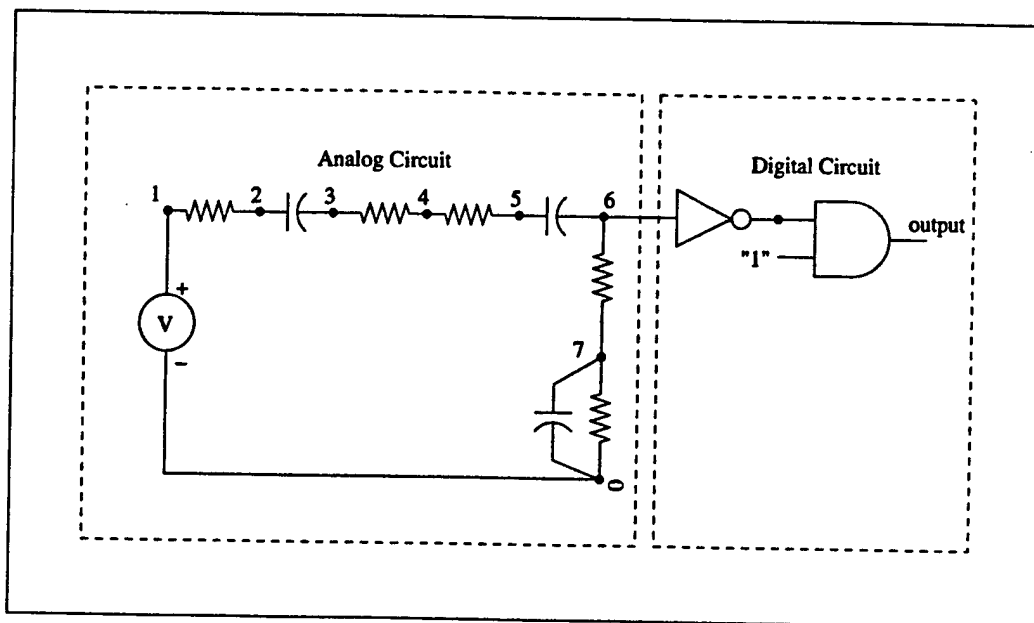 Analog Circuit
Digital Circuit
1
2
3
4
5
6
output
"1"
+
V
−
7
0